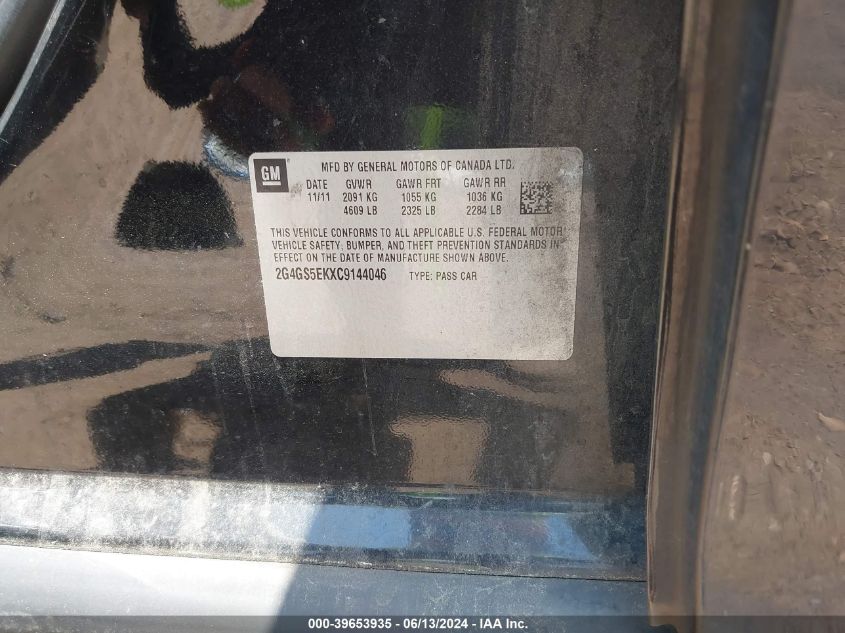 GM
MFD BY GENERAL MOTORS OF CANADA LTD.
DATE GVWR GAWR FRT GAWR RR
11/11 2091 KG 1055 KG 1036 KG
4609 LB 2325 LB 2284 LB
THIS VEHICLE CONFORMS TO ALL APPLICABLE U.S. FEDERAL MOTOR
VEHICLE SAFETY, BUMPER, AND THEFT PREVENTION STANDARDS IN
EFFECT ON THE DATE OF MANUFACTURE SHOWN ABOVE.
2G4GS5EKXC9144046 TYPE: PASS CAR
000-39653935 - 06/13/2024 - IAA Inc.